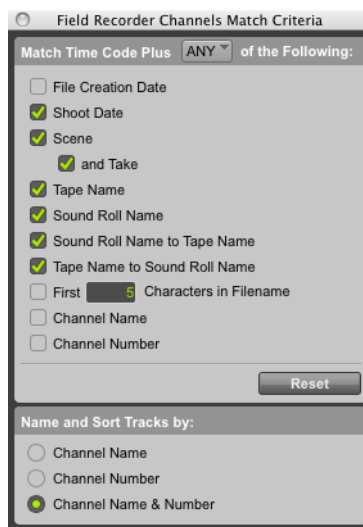 Field Recorder Channels Match Criteria
Match Time Code Plus ANY of the Following:
File Creation Date
Shoot Date
Scene
and Take
Tape Name
Sound Roll Name
Sound Roll Name to Tape Name
Tape Name to Sound Roll Name
First 5 Characters in Filename
Channel Name
Channel Number
Reset
Name and Sort Tracks by:
Channel Name
Channel Number
Channel Name & Number